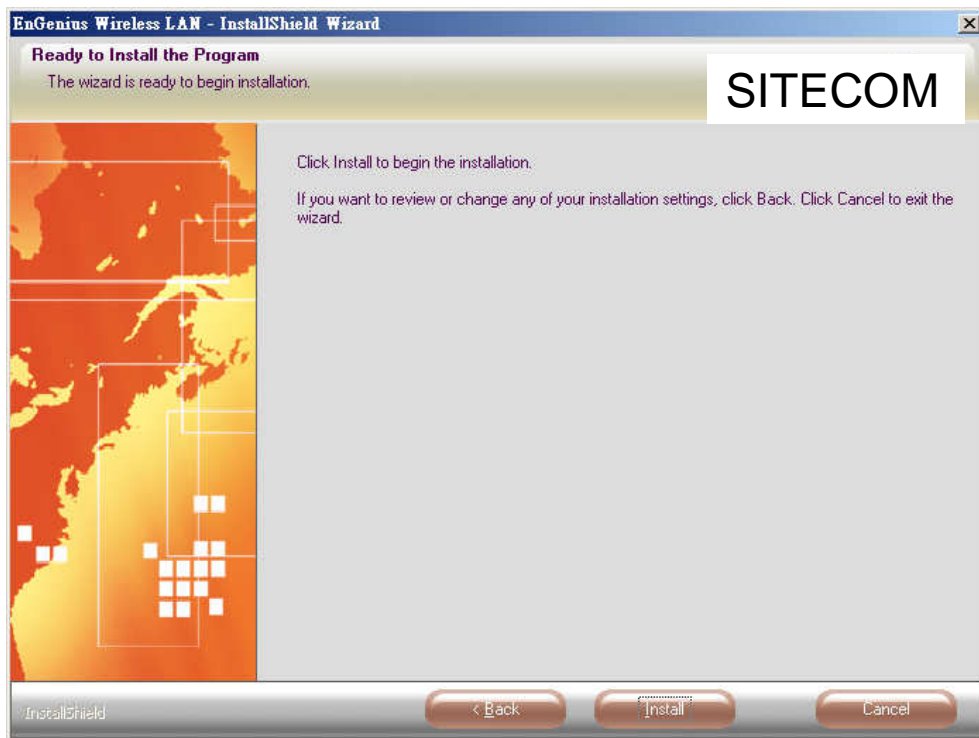 EnGenius Wireless LAN - InstallShield Wizard
Ready to Install the Program
The wizard is ready to begin installation.
SITECOM
Click Install to begin the installation.
If you want to review or change any of your installation settings, click Back. Click Cancel to exit the
wizard.
InstallShield
< Back
Install
Cancel